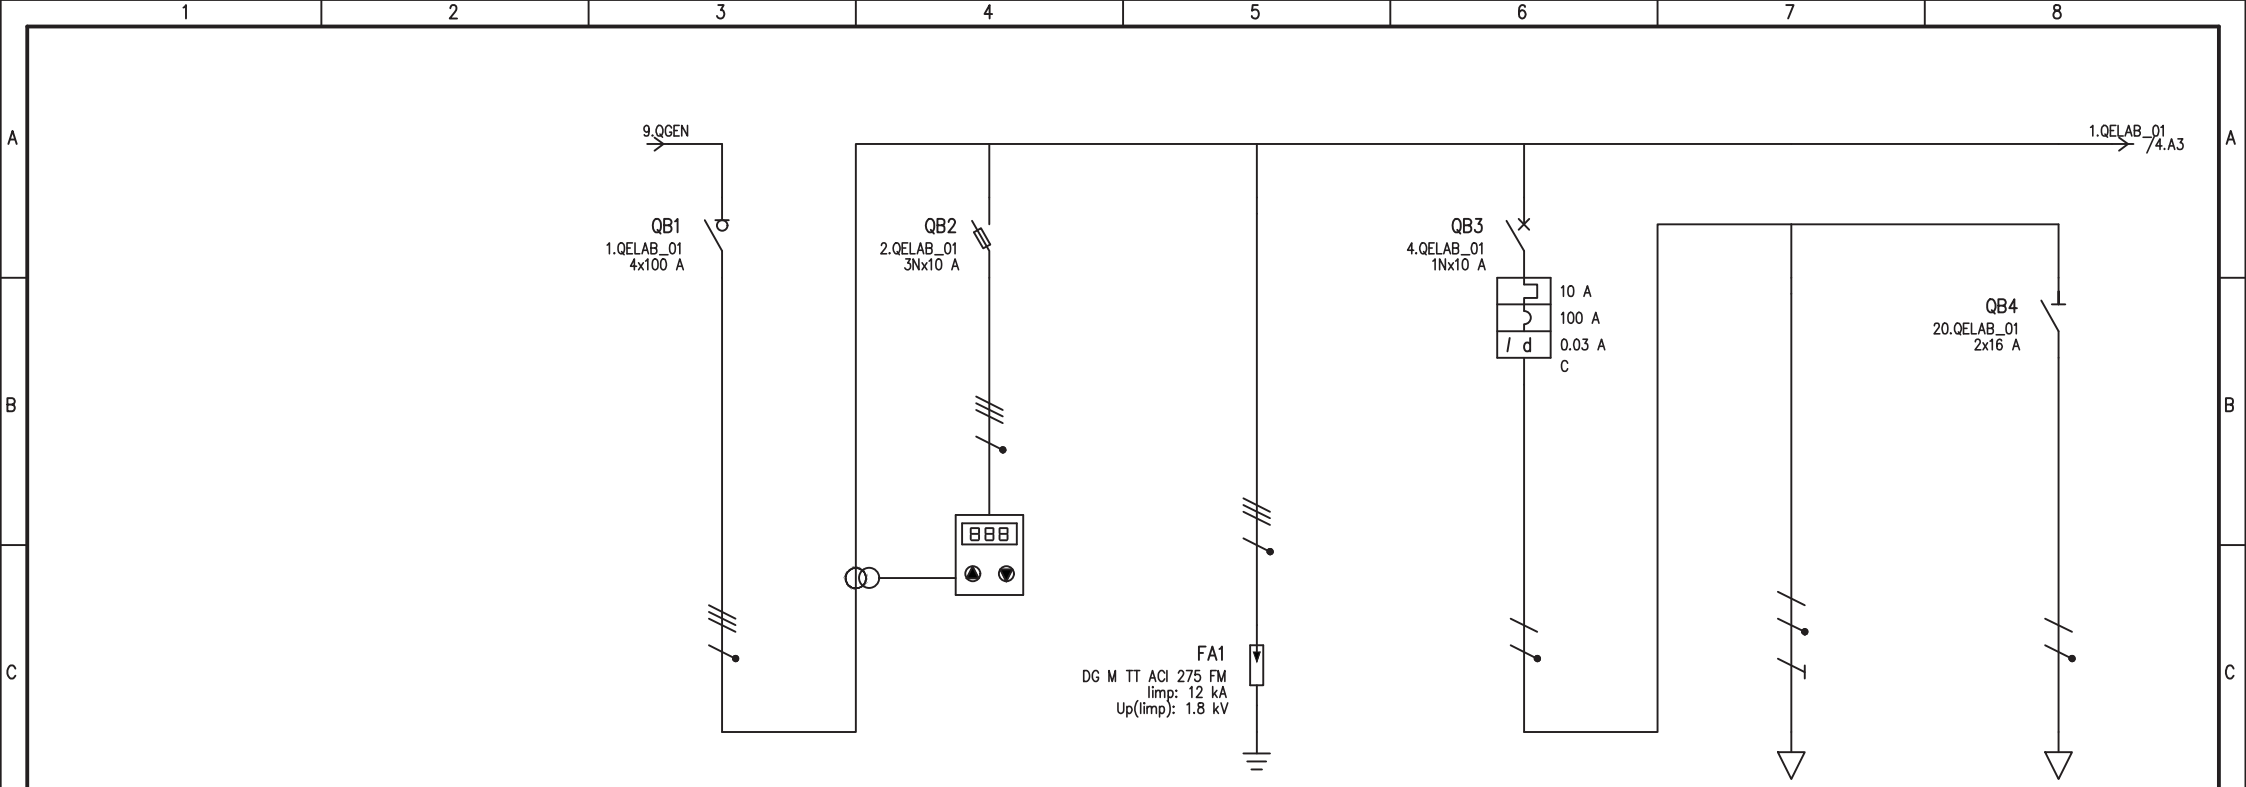 1 2 3 4 5 6 7 8
A A
9.QGEN
1.QELAB_01
/4.A3
QB1
1.QELAB_01
4x100 A
QB2
2.QELAB_01
3Nx10 A
QB3
4.QELAB_01
1Nx10 A
10 A
100 A
I d 0.03 A
C
QB4
20.QELAB_01
2x16 A
B B
888
FA1
DG M TT ACI 275 FM
Iimp: 12 kA
Up(Iimp): 1.8 kV
C C